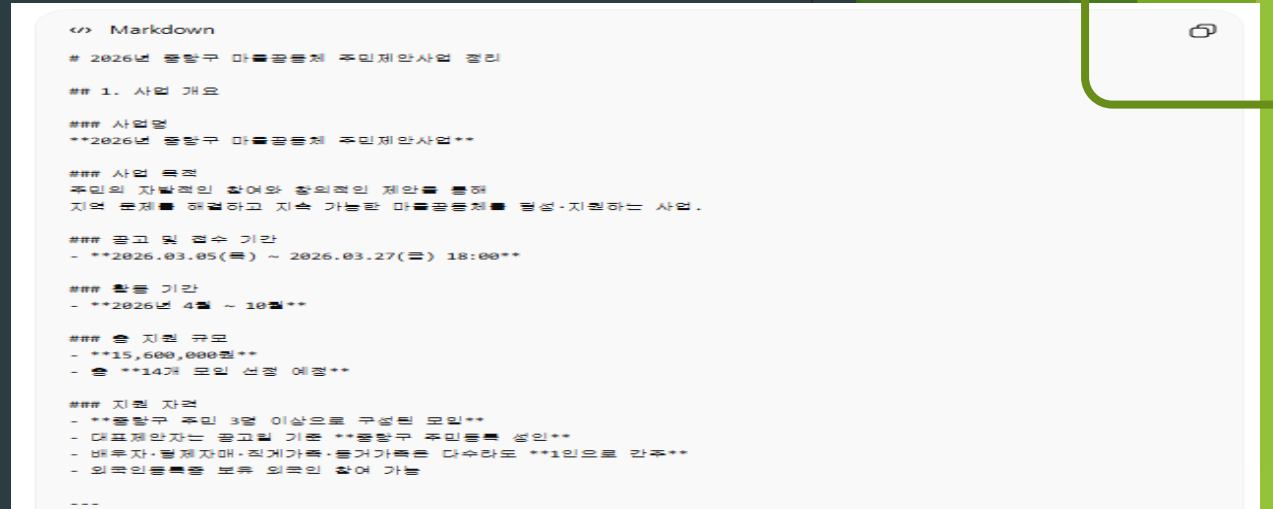 </> Markdown
# 2026년 중랑구 마을공동체 주민제안사업 정리
## 1. 사업 개요
### 사업명
**2026년 중랑구 마을공동체 주민제안사업**
### 사업 목적
주민의 자발적인 참여와 창의적인 제안을 통해
지역 문제를 해결하고 지속 가능한 마을공동체를 형성·지원하는 사업.
### 공고 및 접수 기간
- **2026.03.05(목) ~ 2026.03.27(금) 18:00**
### 활동 기간
- **2026년 4월 ~ 10월**
### 총 지원 규모
- **15,600,000원**
- 총 **14개 모임 선정 예정**
### 지원 자격
- **중랑구 주민 3명 이상으로 구성된 모임**
- 대표제안자는 공고일 기준 **중랑구 주민등록 성인**
- 배우자·형제자매·직계가족·동거가족은 다수라도 **1인으로 간주**
- 외국인등록증 보유 외국인 참여 가능
---